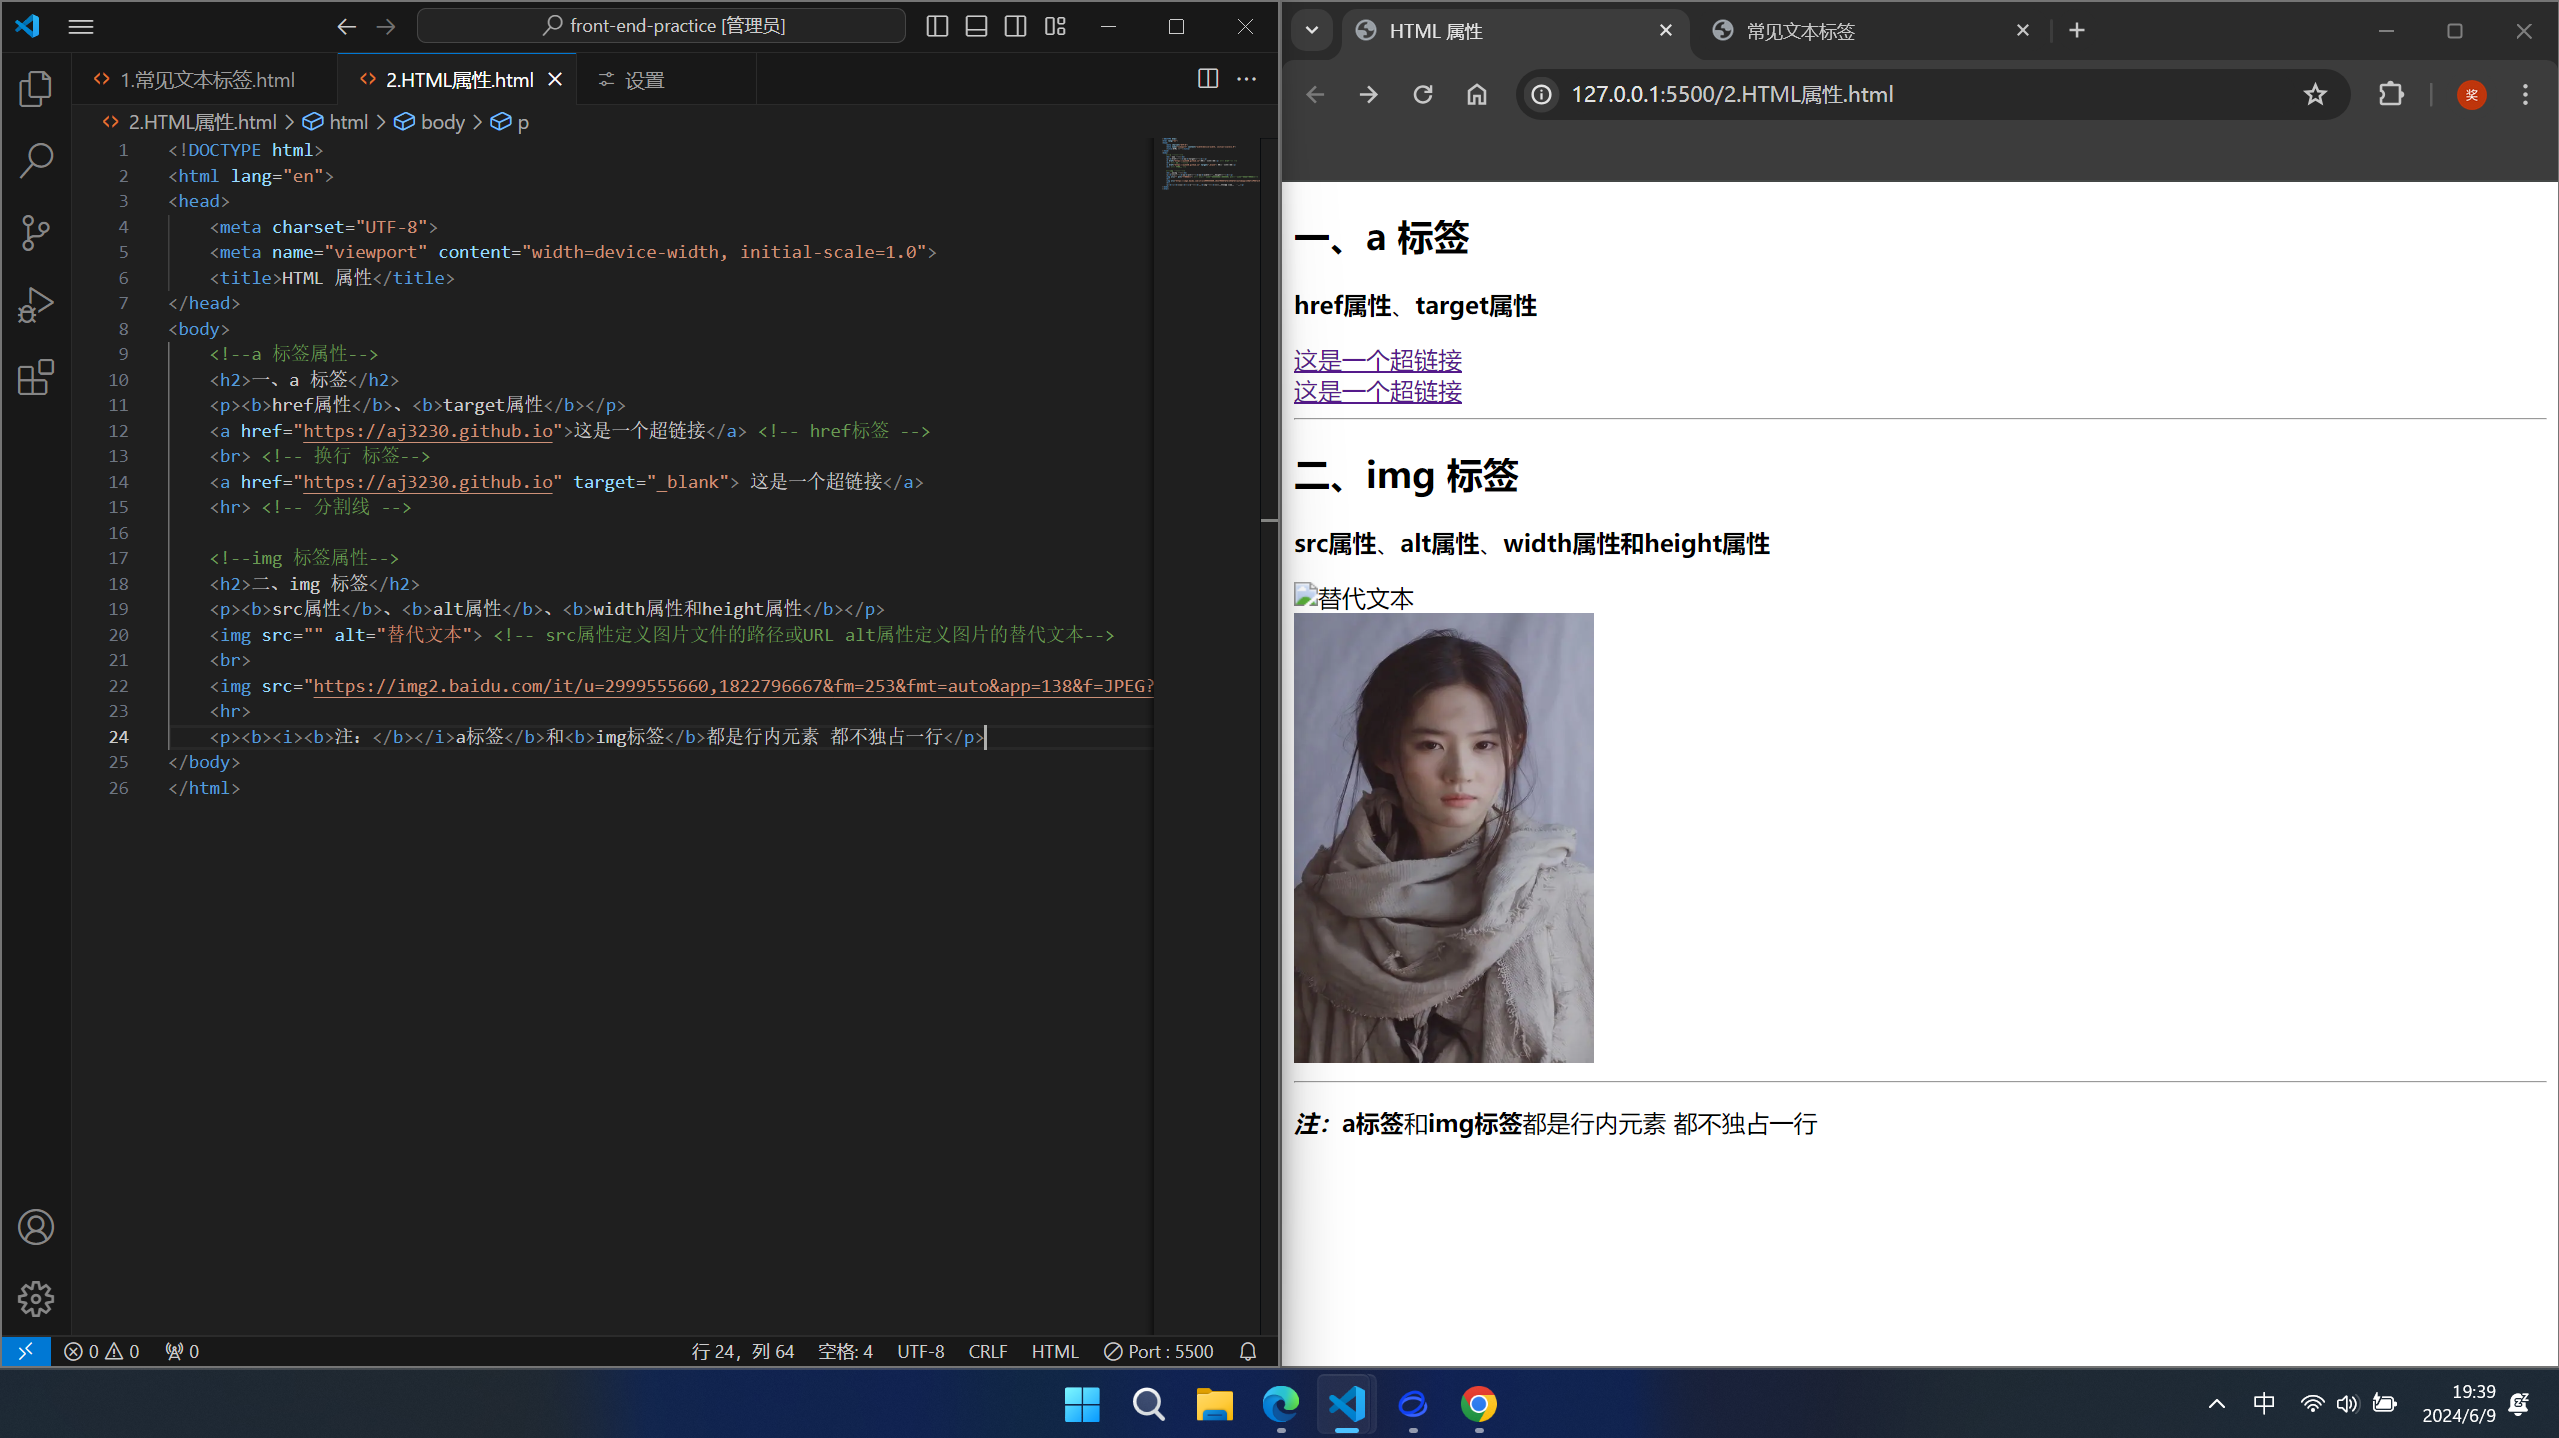 front-end-practice [管理员]
1.常见文本标签.html
2.HTML属性.html
设置
2.HTML属性.html > html > body > p
1 <!DOCTYPE html>
2 <html lang="en">
3 <head>
4 <meta charset="UTF-8">
5 <meta name="viewport" content="width=device-width, initial-scale=1.0">
6 <title>HTML 属性</title>
7 </head>
8 <body>
9 <!--a 标签属性-->
10 <h2>一、a 标签</h2>
11 <p><b>href属性</b>、<b>target属性</b></p>
12 <a href="https://aj3230.github.io">这是一个超链接</a> <!-- href标签 -->
13 <br> <!-- 换行 标签-->
14 <a href="https://aj3230.github.io" target="_blank"> 这是一个超链接</a>
15 <hr> <!-- 分割线 -->
16
17 <!--img 标签属性-->
18 <h2>二、img 标签</h2>
19 <p><b>src属性</b>、<b>alt属性</b>、<b>width属性和height属性</b></p>
20 <img src="" alt="替代文本"> <!-- src属性定义图片文件的路径或URL alt属性定义图片的替代文本-->
21 <br>
22 <img src="https://img2.baidu.com/it/u=2999555660,1822796667&fm=253&fmt=auto&app=138&f=JPEG?
23 <hr>
24 <p><b><i><b>注：</b></i>a标签</b>和<b>img标签</b>都是行内元素 都不独占一行</p>
25 </body>
26 </html>
0 0 0
行 24，列 64 空格: 4 UTF-8 CRLF HTML Port : 5500
HTML 属性
常见文本标签
127.0.0.1:5500/2.HTML属性.html
奖
一、a 标签
href属性、target属性
这是一个超链接
这是一个超链接
二、img 标签
src属性、alt属性、width属性和height属性
替代文本
注：a标签和img标签都是行内元素 都不独占一行
中
19:39
2024/6/9